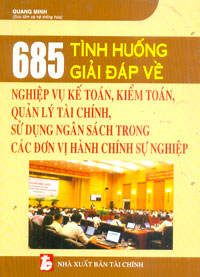 QUANG MINH
(Sưu tầm và hệ thống hóa)
685 TÌNH HUỐNG
GIẢI ĐÁP VỀ
NGHIỆP VỤ KẾ TOÁN, KIỂM TOÁN,
QUẢN LÝ TÀI CHÍNH,
SỬ DỤNG NGÂN SÁCH TRONG
CÁC ĐƠN VỊ HÀNH CHÍNH SỰ NGHIỆP
NHÀ XUẤT BẢN TÀI CHÍNH